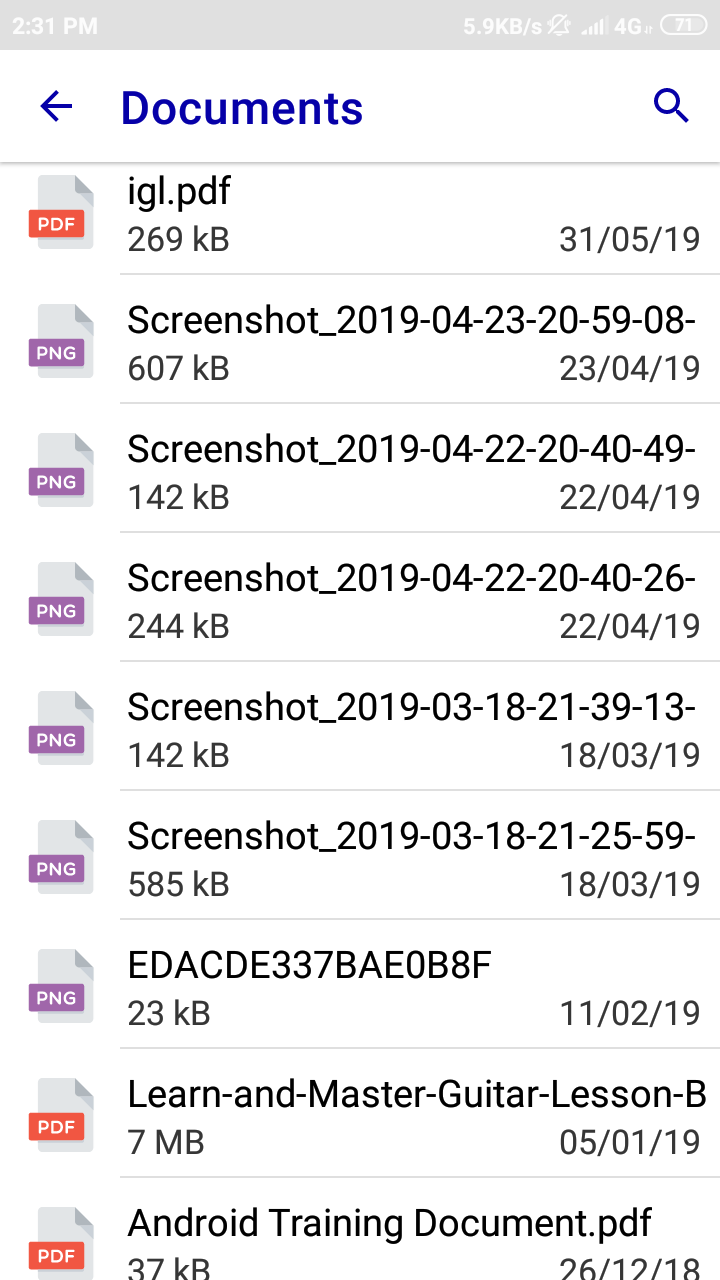 2:31 PM 5.9KB/s 4G 71
Documents
PDF igl.pdf
269 kB 31/05/19
PNG Screenshot_2019-04-23-20-59-08-
607 kB 23/04/19
PNG Screenshot_2019-04-22-20-40-49-
142 kB 22/04/19
PNG Screenshot_2019-04-22-20-40-26-
244 kB 22/04/19
PNG Screenshot_2019-03-18-21-39-13-
142 kB 18/03/19
PNG Screenshot_2019-03-18-21-25-59-
585 kB 18/03/19
PNG EDACDE337BAE0B8F
23 kB 11/02/19
PDF Learn-and-Master-Guitar-Lesson-B
7 MB 05/01/19
PDF Android Training Document.pdf
37 kB 26/12/18